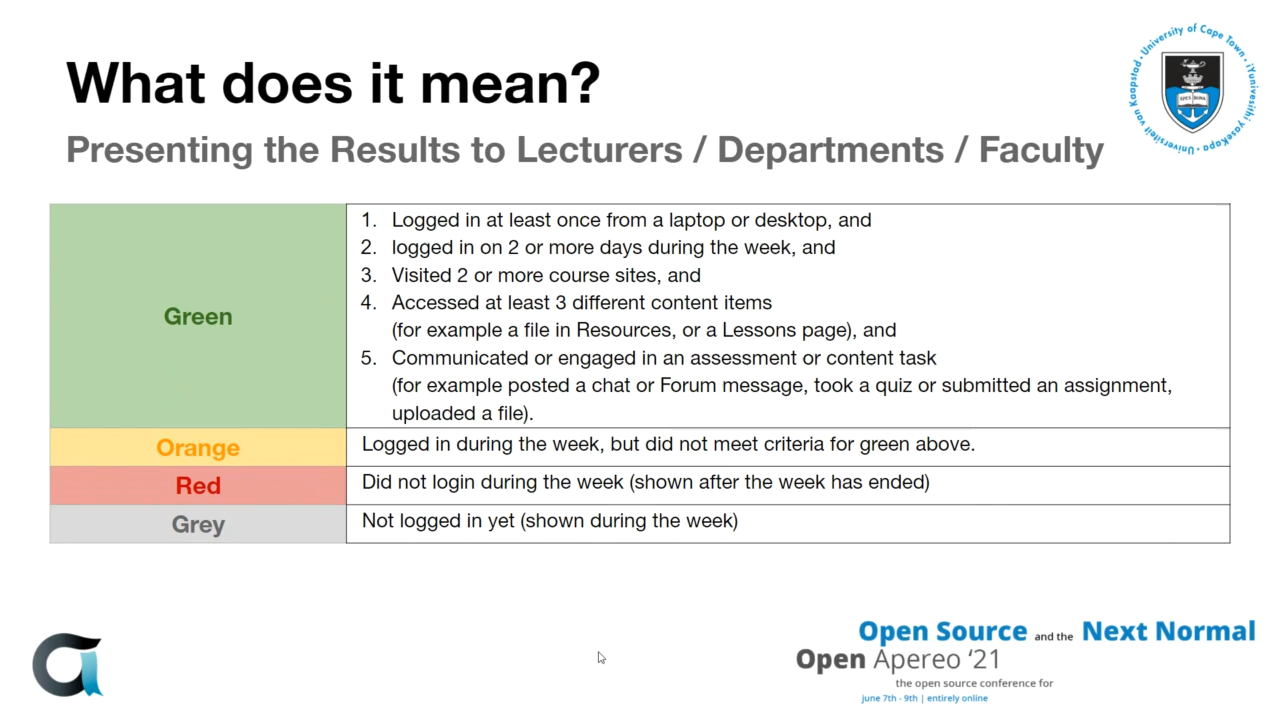 What does it mean?
Presenting the Results to Lecturers / Departments / Faculty
University of Cape Town · iYunivesithi yaseKapa · Universiteit van Kaapstad ·
SPES BONA
Green
1. Logged in at least once from a laptop or desktop, and
2. logged in on 2 or more days during the week, and
3. Visited 2 or more course sites, and
4. Accessed at least 3 different content items
(for example a file in Resources, or a Lessons page), and
5. Communicated or engaged in an assessment or content task
(for example posted a chat or Forum message, took a quiz or submitted an assignment,
uploaded a file).
Orange
Logged in during the week, but did not meet criteria for green above.
Red
Did not login during the week (shown after the week has ended)
Grey
Not logged in yet (shown during the week)
Open Source and the Next Normal
Open Apereo ‘21
the open source conference for
june 7th - 9th | entirely online